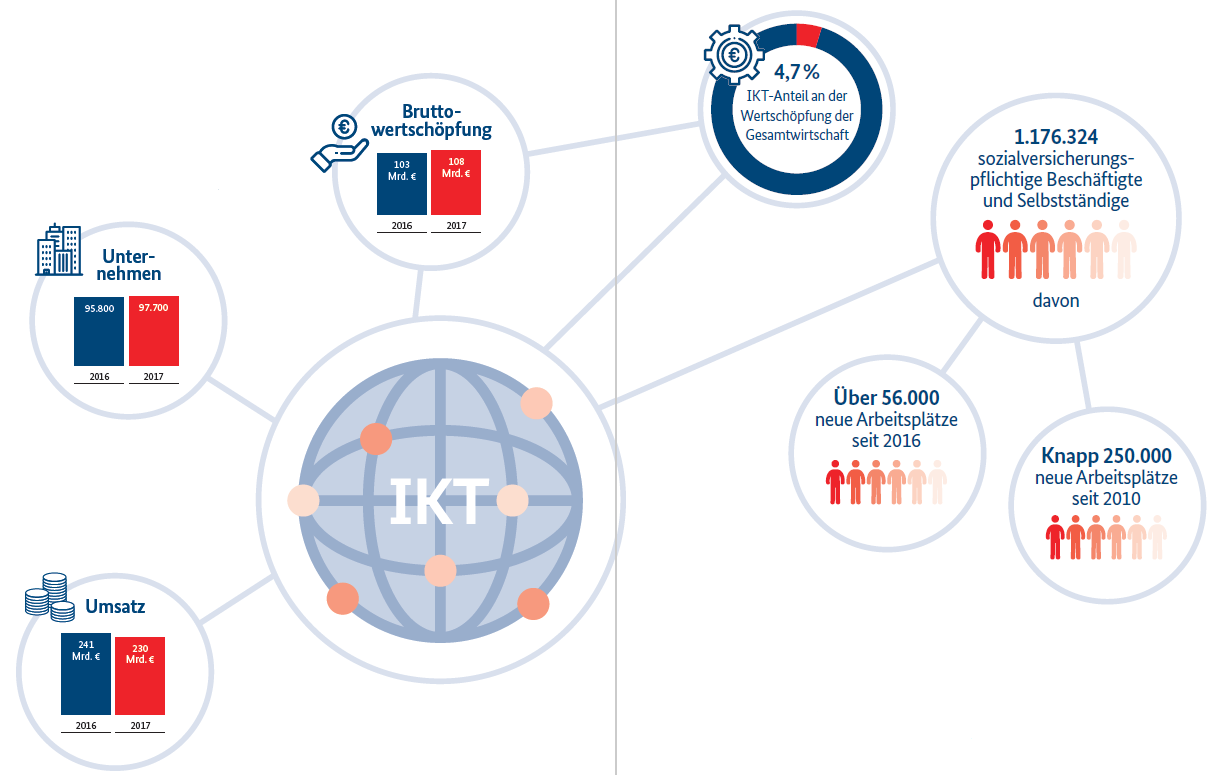 Brutto-
wertschöpfung
103
Mrd. €
108
Mrd. €
2016
2017
Unter-
nehmen
95.800
97.700
2016
2017
Umsatz
241
Mrd. €
230
Mrd. €
2016
2017
IKT
€
€
4,7 %
IKT-Anteil an der
Wertschöpfung der
Gesamtwirtschaft
1.176.324
sozialversicherungs-
pflichtige Beschäftigte
und Selbstständige
davon
Über 56.000
neue Arbeitsplätze
seit 2016
Knapp 250.000
neue Arbeitsplätze
seit 2010